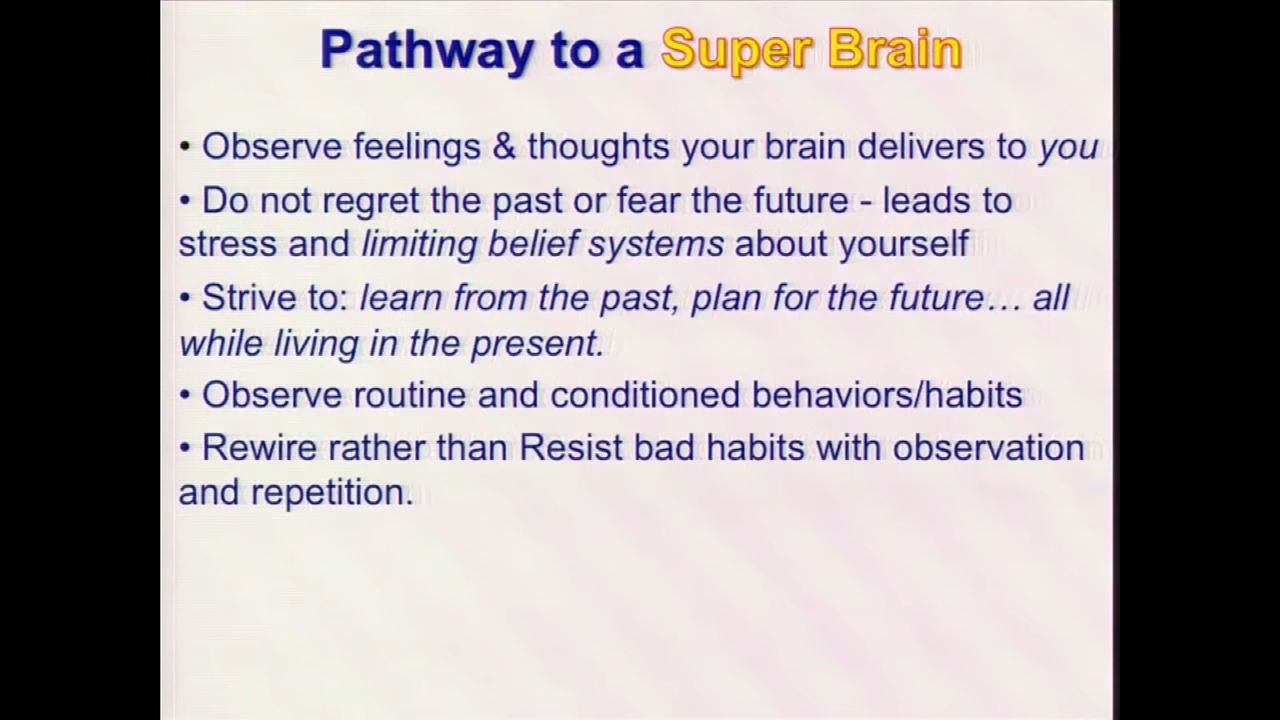 Pathway to a Super Brain
• Observe feelings & thoughts your brain delivers to you
• Do not regret the past or fear the future - leads to
stress and limiting belief systems about yourself
• Strive to: learn from the past, plan for the future… all
while living in the present.
• Observe routine and conditioned behaviors/habits
• Rewire rather than Resist bad habits with observation
and repetition.